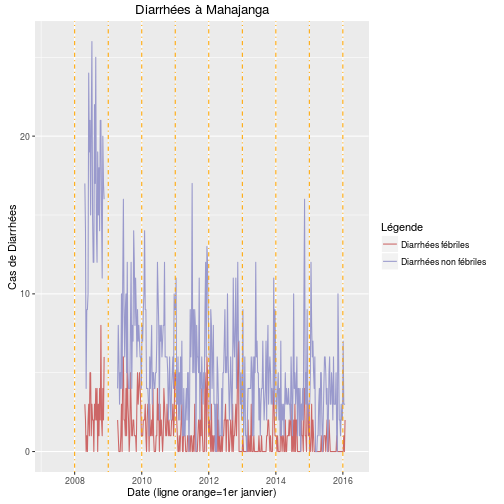 Diarrhées à Mahajanga
Cas de Diarrhées
20
10
0
2008
2010
2012
2014
2016
Date (ligne orange=1er janvier)
Légende
Diarrhées fébriles
Diarrhées non fébriles